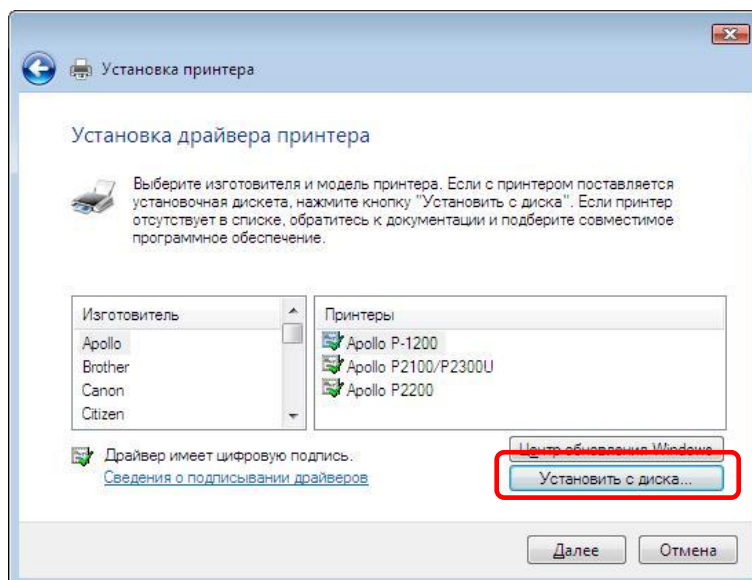 Установка принтера
Установка драйвера принтера
Выберите изготовителя и модель принтера. Если с принтером поставляется
установочная дискета, нажмите кнопку "Установить с диска". Если принтер
отсутствует в списке, обратитесь к документации и подберите совместимое
программное обеспечение.
Изготовитель
Apollo
Brother
Canon
Citizen
Принтеры
Apollo P-1200
Apollo P2100/P2300U
Apollo P2200
Драйвер имеет цифровую подпись.
Сведения о подписывании драйверов
Центр обновления Windows
Установить с диска...
Далее
Отмена